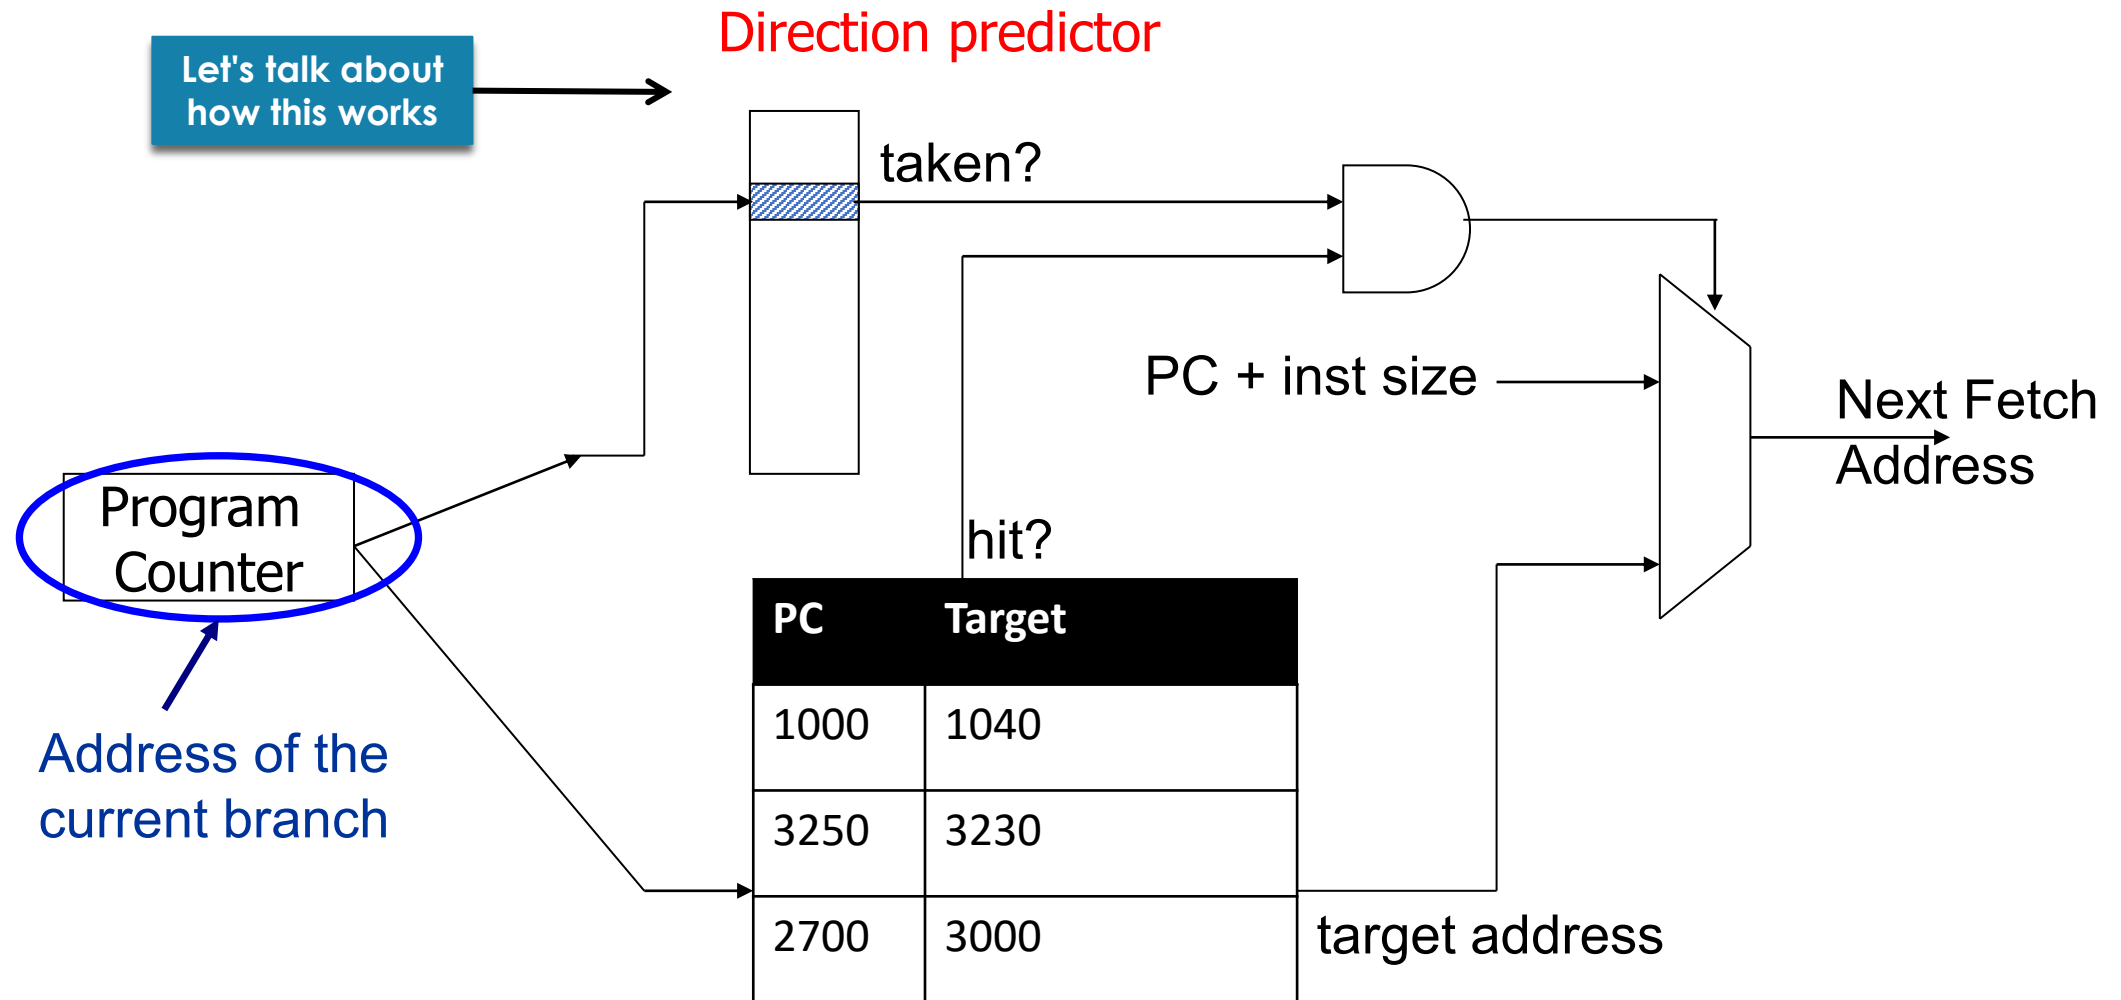 Direction predictor
Let's talk about
how this works
taken?
PC + inst size
Next Fetch
Address
Program
Counter
hit?
PC Target
1000 1040
3250 3230
2700 3000
Address of the
current branch
target address